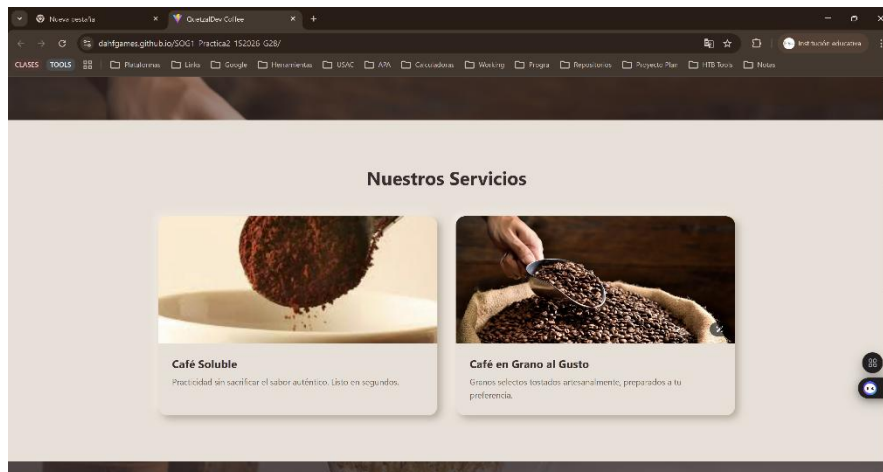 Nueva pestaña
QuetzalDev Coffee
dahfgames.github.io/SOG1_Practica2_1S2026_G28/
Institución educativa
CLASES TOOLS Plataformas Links Google Herramientas USAC APA Calculadoras Working Progra Repositorios Proyecto Plan HTB Tools Notas
Nuestros Servicios
Café Soluble
Practicidad sin sacrificar el sabor auténtico. Listo en segundos.
Café en Grano al Gusto
Granos selectos tostados artesanalmente, preparados a tu
preferencia.